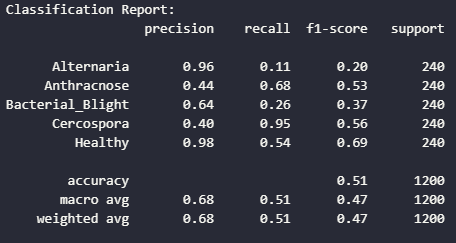 Classification Report:
precision recall f1-score support
Alternaria 0.96 0.11 0.20 240
Anthracnose 0.44 0.68 0.53 240
Bacterial_Blight 0.64 0.26 0.37 240
Cercospora 0.40 0.95 0.56 240
Healthy 0.98 0.54 0.69 240
accuracy 0.51 1200
macro avg 0.68 0.51 0.47 1200
weighted avg 0.68 0.51 0.47 1200